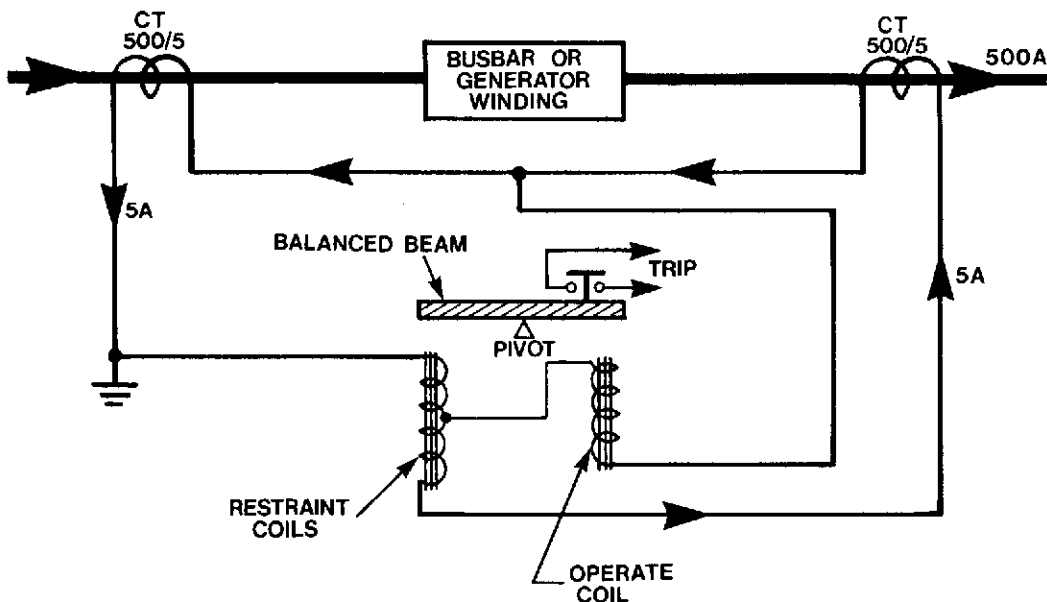 CT
500/5
BUSBAR OR
GENERATOR
WINDING
CT
500/5
500A
5A
BALANCED BEAM
TRIP
5A
PIVOT
RESTRAINT
COILS
OPERATE
COIL